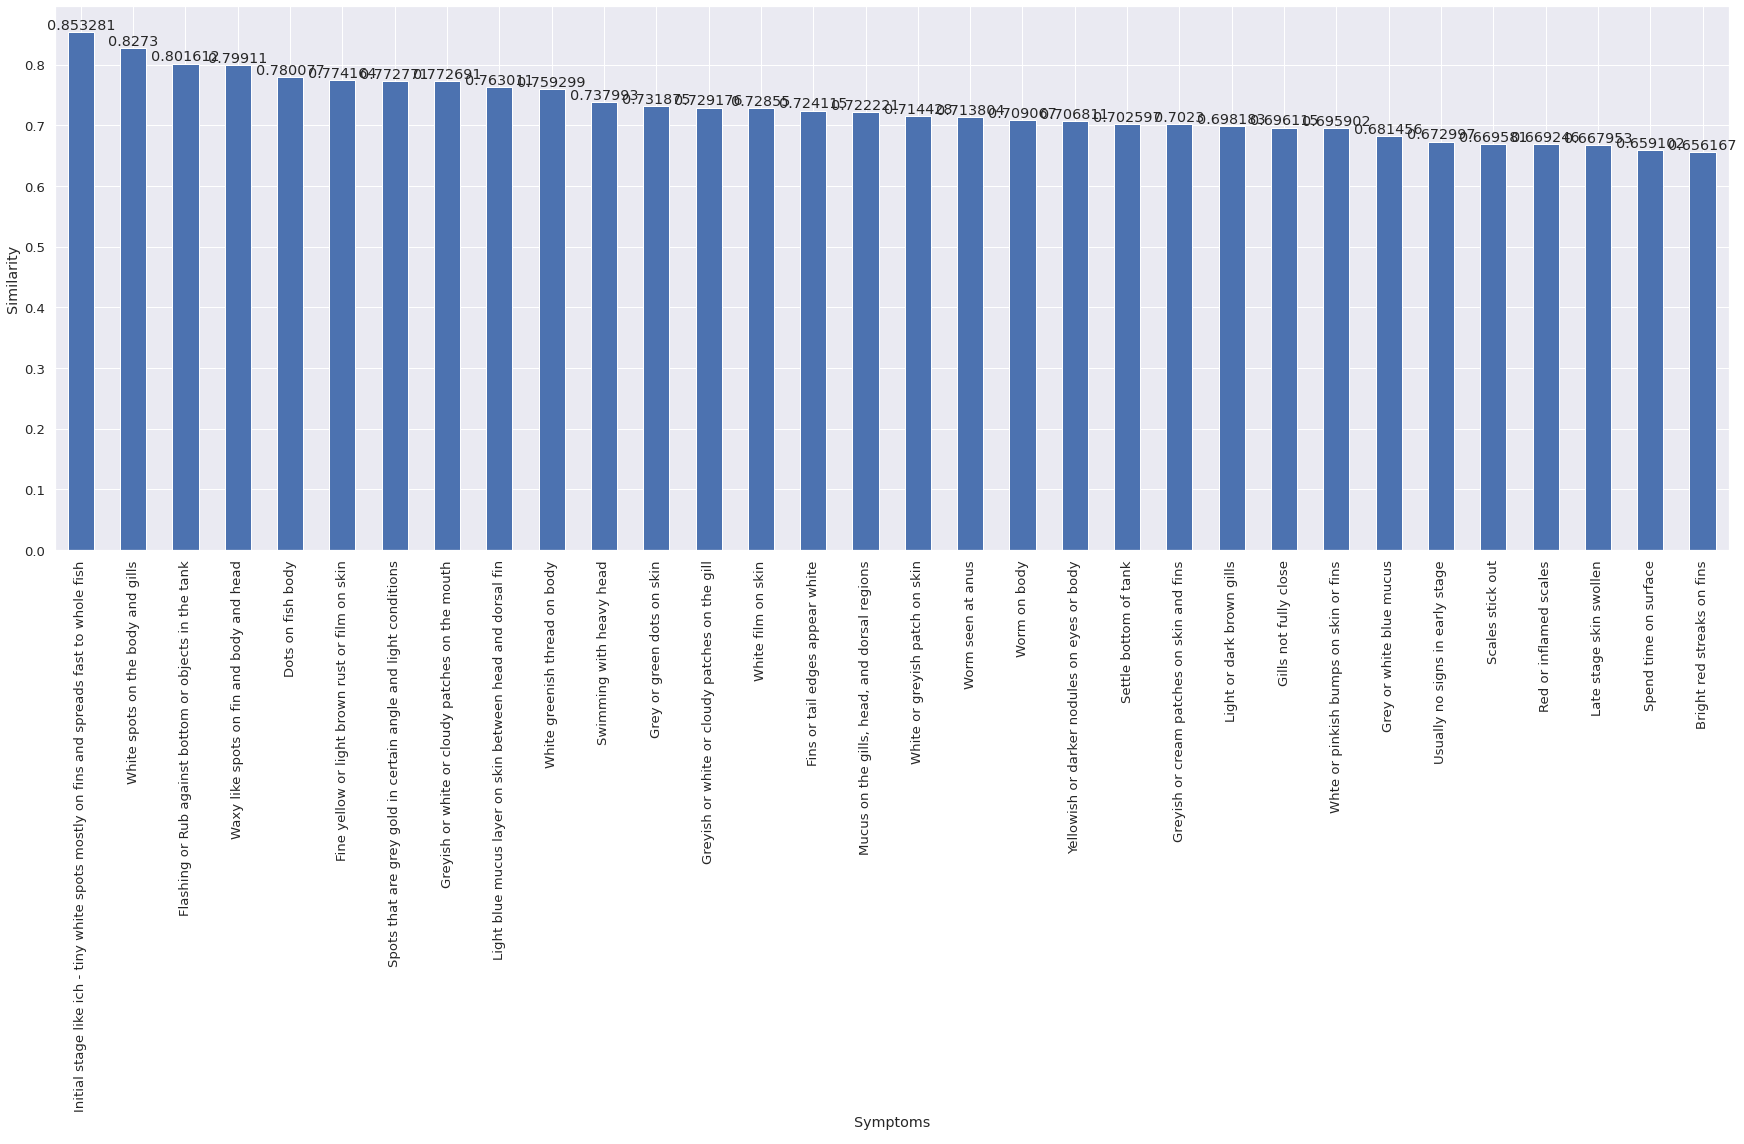 0.853281
0.8273
0.801612
0.79911
0.780077
0.774164
0.772771
0.772691
0.763011
0.759299
0.737993
0.731875
0.729176
0.72855
0.724115
0.722221
0.714428
0.713804
0.709067
0.706811
0.702597
0.7023
0.698183
0.696115
0.695902
0.681456
0.672997
0.669581
0.669246
0.667953
0.659102
0.656167
0.8
0.7
0.6
0.5
0.4
0.3
0.2
0.1
0.0
Similarity
Initial stage like ich - tiny white spots mostly on fins and spreads fast to whole fish
White spots on the body and gills
Flashing or Rub against bottom or objects in the tank
Waxy like spots on fin and body and head
Dots on fish body
Fine yellow or light brown rust or film on skin
Spots that are grey gold in certain angle and light conditions
Greyish or white or cloudy patches on the mouth
Light blue mucus layer on skin between head and dorsal fin
White greenish thread on body
Swimming with heavy head
Grey or green dots on skin
Greyish or white or cloudy patches on the gill
White film on skin
Fins or tail edges appear white
Mucus on the gills, head, and dorsal regions
White or greyish patch on skin
Worm seen at anus
Worm on body
Yellowish or darker nodules on eyes or body
Settle bottom of tank
Greyish or cream patches on skin and fins
Light or dark brown gills
Gills not fully close
Whte or pinkish bumps on skin or fins
Grey or white blue mucus
Usually no signs in early stage
Scales stick out
Red or inflamed scales
Late stage skin swollen
Spend time on surface
Bright red streaks on fins
Symptoms